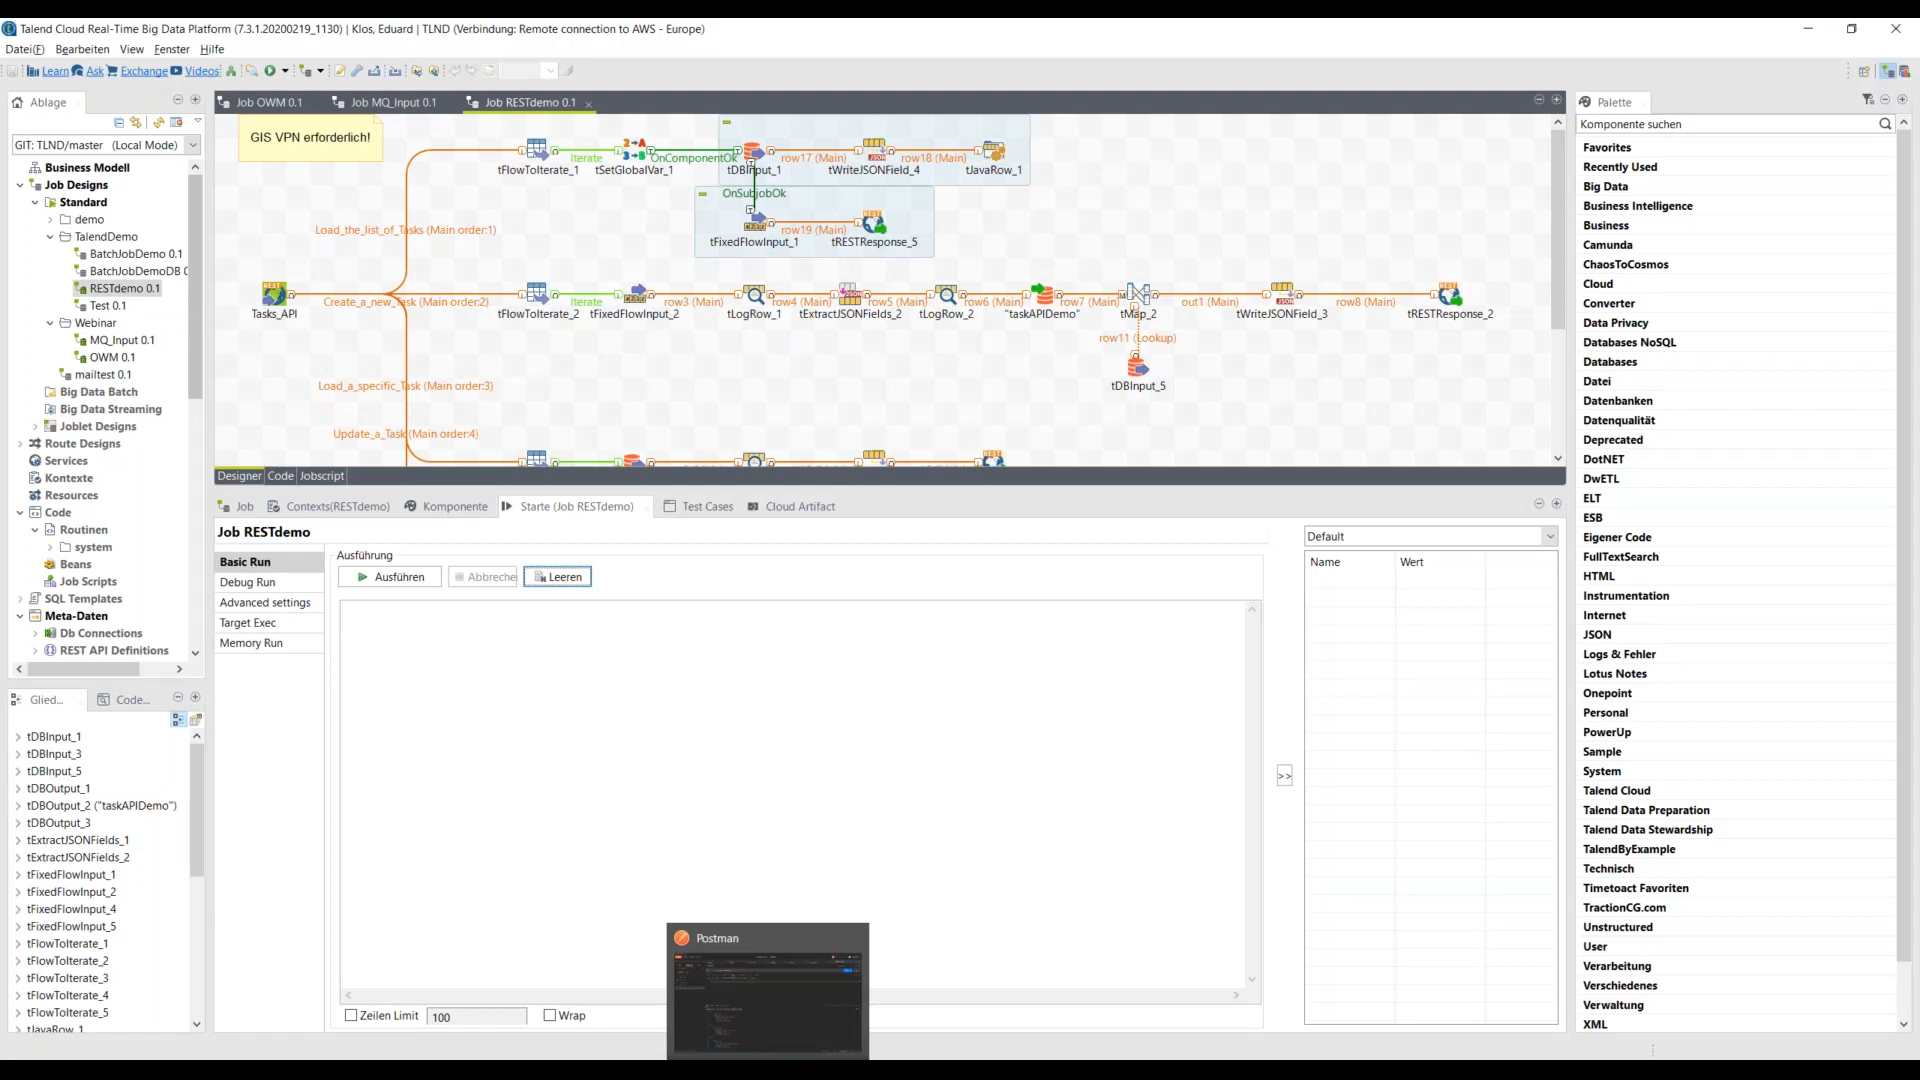 Talend Cloud Real-Time Big Data Platform (7.3.1.20200219_1130) | Klos, Eduard | TLND (Verbindung: Remote connection to AWS - Europe)
Datei(F) Bearbeiten View Fenster Hilfe
Learn Ask Exchange Videos
Ablage
GIT: TLND/master (Local Mode)
Business Modell
Job Designs
Standard
demo
TalendDemo
BatchJobDemo 0.1
BatchJobDemoDB 0
RESTdemo 0.1
Test 0.1
Webinar
MQ_Input 0.1
OWM 0.1
mailtest 0.1
Big Data Batch
Big Data Streaming
Joblet Designs
Route Designs
Services
Kontexte
Resources
Code
Routinen
system
Beans
Job Scripts
SQL Templates
Meta-Daten
Db Connections
REST API Definitions
Glied...
Code...
tDBInput_1
tDBInput_3
tDBInput_5
tDBOutput_1
tDBOutput_2 ("taskAPIDemo")
tDBOutput_3
tExtractJSONFields_1
tExtractJSONFields_2
tFixedFlowInput_1
tFixedFlowInput_2
tFixedFlowInput_4
tFixedFlowInput_5
tFlowToIterate_1
tFlowToIterate_2
tFlowToIterate_3
tFlowToIterate_4
tFlowToIterate_5
tJavaRow_1
Job OWM 0.1
Job MQ_Input 0.1
Job RESTdemo 0.1
GIS VPN erforderlich!
Iterate
OnComponentOk
row17 (Main)
row18 (Main)
tFlowToIterate_1
tSetGlobalVar_1
tDBInput_1
tWriteJSONField_4
tJavaRow_1
OnSubjobOk
row19 (Main)
tFixedFlowInput_1
tRESTResponse_5
Load_the_list_of_Tasks (Main order:1)
Create_a_new_Task (Main order:2)
Iterate
row3 (Main)
row4 (Main)
row5 (Main)
row6 (Main)
row7 (Main)
out1 (Main)
row8 (Main)
Tasks_API
tFlowToIterate_2
tFixedFlowInput_2
tLogRow_1
tExtractJSONFields_2
tLogRow_2
"taskAPIDemo"
tMap_2
tWriteJSONField_3
tRESTResponse_2
row11 (Lookup)
tDBInput_5
Load_a_specific_Task (Main order:3)
Update_a_Task (Main order:4)
Designer Code Jobscript
Job
Contexts(RESTdemo)
Komponente
Starte (Job RESTdemo)
Test Cases
Cloud Artifact
Job RESTdemo
Basic Run
Debug Run
Advanced settings
Target Exec
Memory Run
Ausführung
Ausführen
Abbreche
Leeren
Zeilen Limit
100
Wrap
Postman
Default
Name
Wert
>>
Palette
Komponente suchen
Favorites
Recently Used
Big Data
Business Intelligence
Business
Camunda
ChaosToCosmos
Cloud
Converter
Data Privacy
Databases NoSQL
Databases
Datei
Datenbanken
Datenqualität
Deprecated
DotNET
DwETL
ELT
ESB
Eigener Code
FullTextSearch
HTML
Instrumentation
Internet
JSON
Logs & Fehler
Lotus Notes
Onepoint
Personal
PowerUp
Sample
System
Talend Cloud
Talend Data Preparation
Talend Data Stewardship
TalendByExample
Technisch
Timetoact Favoriten
TractionCG.com
Unstructured
User
Verarbeitung
Verschiedenes
Verwaltung
XML